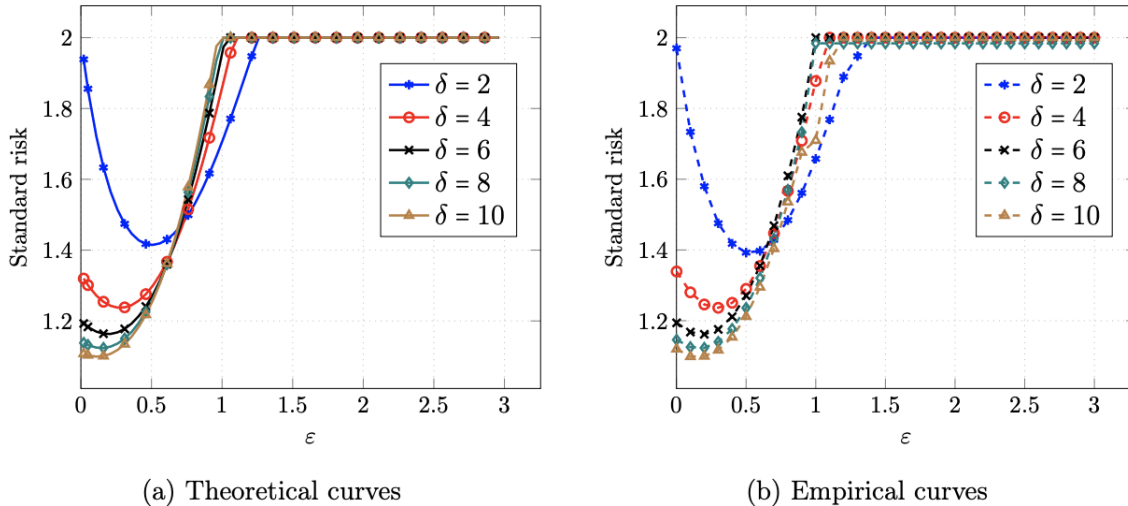 2
1.8
1.6
1.4
1.2
Standard risk
0
0.5
1
1.5
2
2.5
3
ε
δ = 2
δ = 4
δ = 6
δ = 8
δ = 10
(a) Theoretical curves
2
1.8
1.6
1.4
1.2
Standard risk
0
0.5
1
1.5
2
2.5
3
ε
δ = 2
δ = 4
δ = 6
δ = 8
δ = 10
(b) Empirical curves